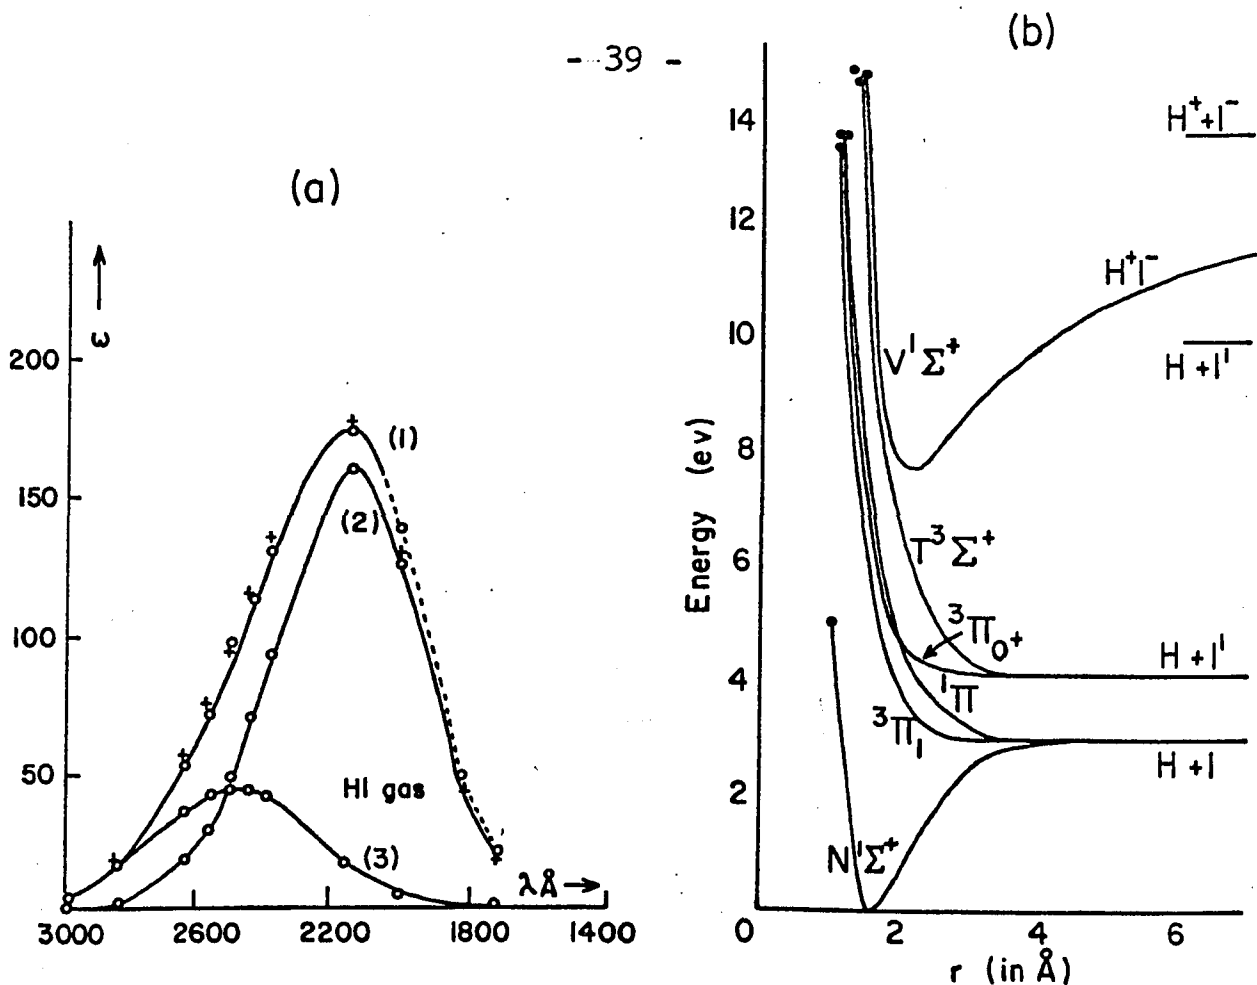 - 39 -
(a)
ω
200
150
100
50
(1)
(2)
HI gas
(3)
λÅ→
3000 2600 2200 1800 1400
(b)
Energy (ev)
14
12
10
8
6
4
2
H⁺+I⁻
H⁺I⁻
H+I'
V¹Σ⁺
T³Σ⁺
³Π₀⁺
H+I'
¹Π
³Π₁
H+I
N¹Σ⁺
0 2 4 6
r (in Å)